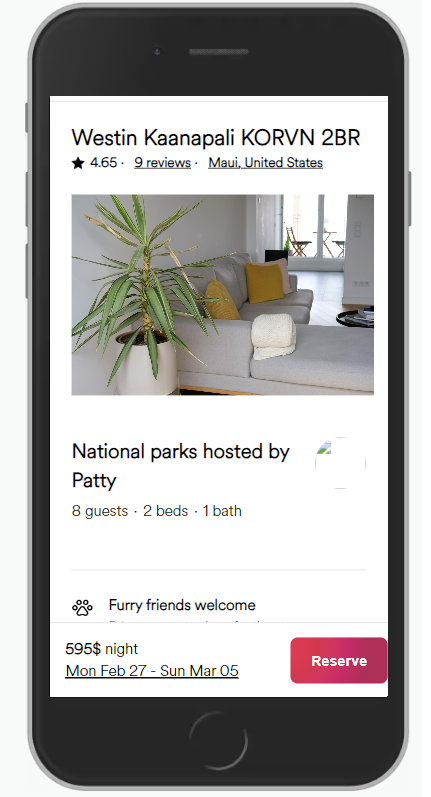 Westin Kaanapali KORVN 2BR
4.65 · 9 reviews · Maui, United States
National parks hosted by
Patty
8 guests · 2 beds · 1 bath
Furry friends welcome
595$ night
Mon Feb 27 - Sun Mar 05
Reserve